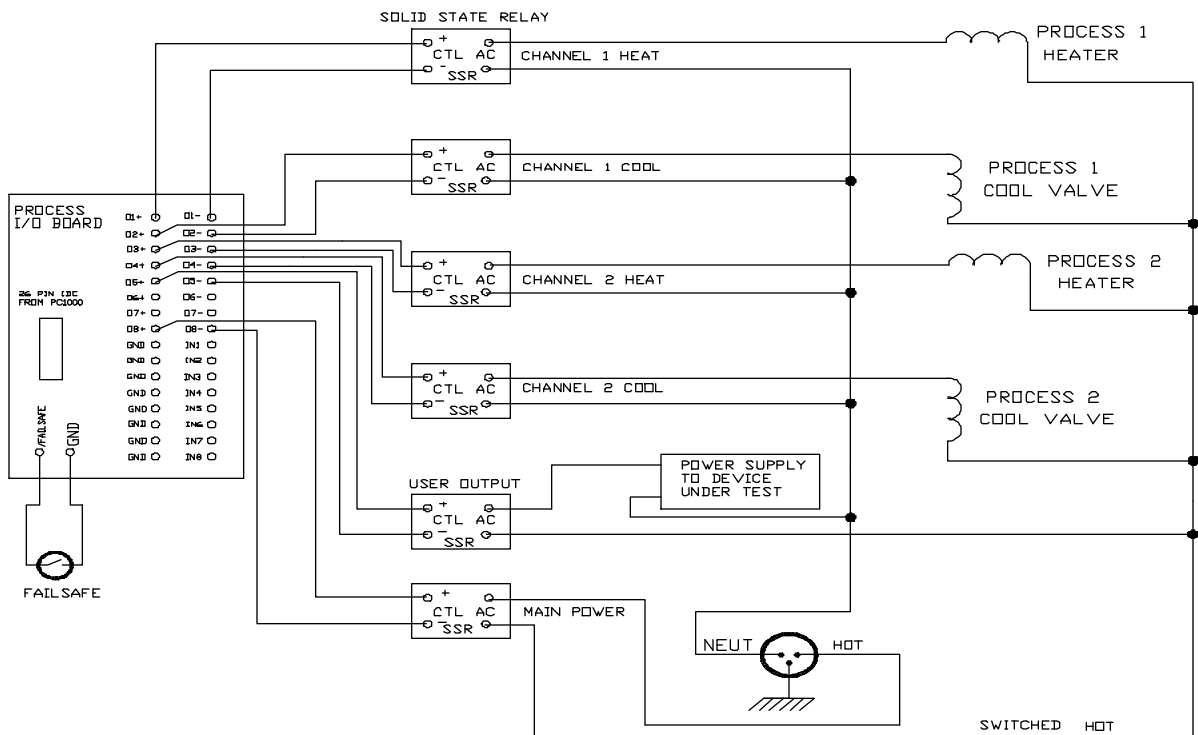 SOLID STATE RELAY
+ CTL AC
- SSR
CHANNEL 1 HEAT
PROCESS 1
HEATER
+ CTL AC
- SSR
CHANNEL 1 COOL
PROCESS 1
COOL VALVE
PROCESS
I/O BOARD
O1+ O1-
O2+ O2-
O3+ O3-
O4+ O4-
O5+ O5-
O6+ O6-
O7+ O7-
O8+ O8-
GND IN1
GND IN2
GND IN3
GND IN4
GND IN5
GND IN6
GND IN7
GND IN8
26 PIN IDC
FROM PC1000
/FAILSAFE
GND
FAILSAFE
+ CTL AC
- SSR
CHANNEL 2 HEAT
PROCESS 2
HEATER
+ CTL AC
- SSR
CHANNEL 2 COOL
PROCESS 2
COOL VALVE
POWER SUPPLY
TO DEVICE
UNDER TEST
USER OUTPUT
+ CTL AC
- SSR
+ CTL AC
- SSR
MAIN POWER
NEUT
HOT
SWITCHED HOT